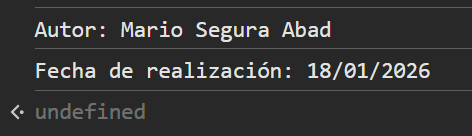 Autor: Mario Segura Abad
Fecha de realización: 18/01/2026
undefined